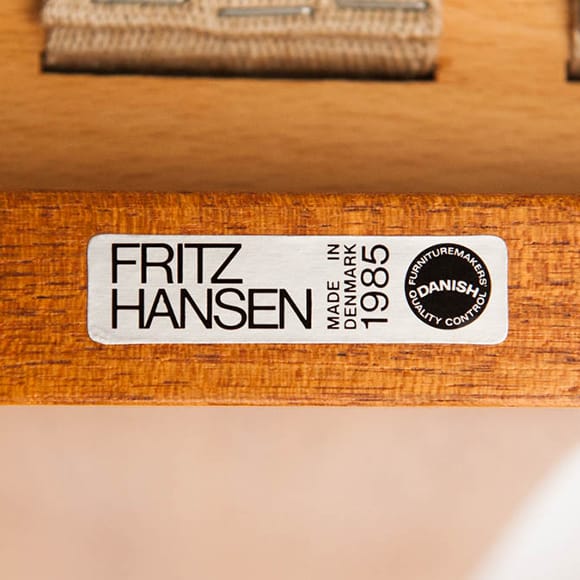 FRITZ
HANSEN
MADE IN
DENMARK
1985
FURNITUREMAKERS'
DANISH
QUALITY CONTROL